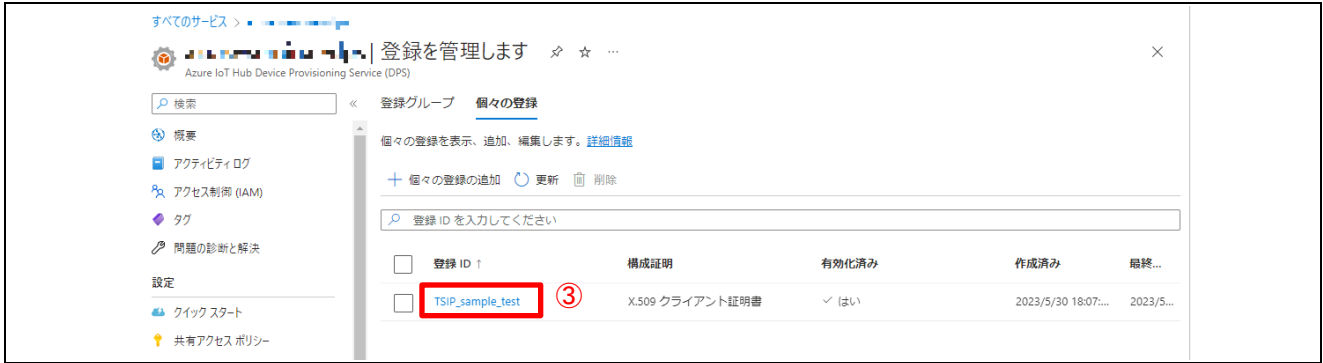 すべてのサービス >
| 登録を管理します
Azure IoT Hub Device Provisioning Service (DPS)
検索
概要
アクティビティ ログ
アクセス制御 (IAM)
タグ
問題の診断と解決
設定
クイック スタート
共有アクセス ポリシー
登録グループ 個々の登録
個々の登録を表示、追加、編集します。詳細情報
個々の登録の追加 更新 削除
登録 ID を入力してください
登録 ID ↑ 構成証明 有効化済み 作成済み 最終...
TSIP_sample_test ③ X.509 クライアント証明書 はい 2023/5/30 18:07:... 2023/5...